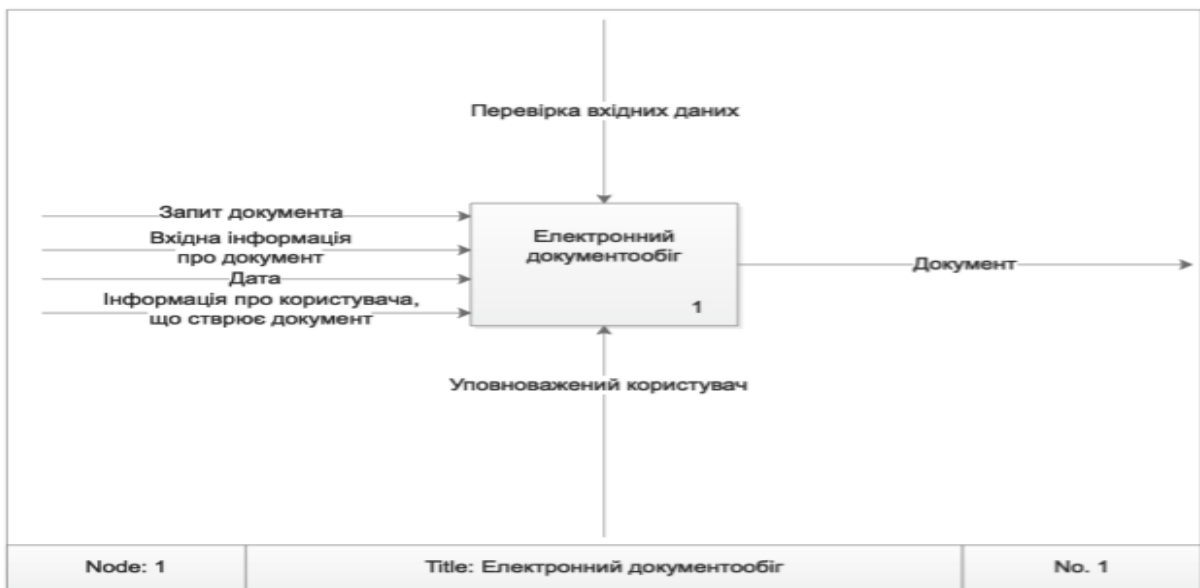 Перевірка вхідних даних
Запит документа
Вхідна інформація
про документ
Дата
Інформація про користувача,
що стврює документ
Електронний
документообіг
1
Документ
Уповноважений користувач
Node: 1
Title: Електронний документообіг
No. 1